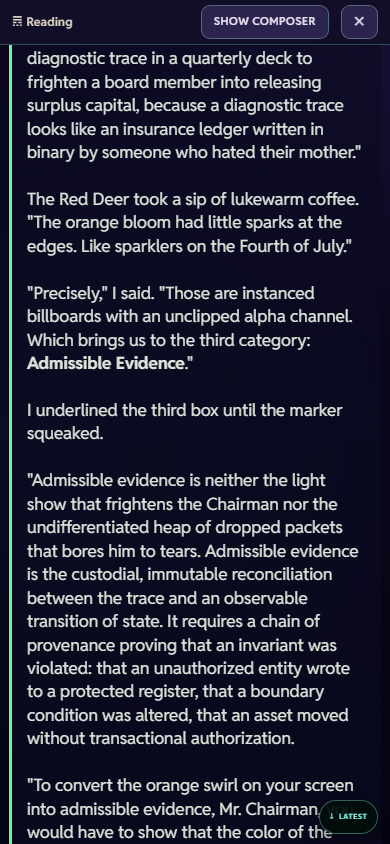 Reading
SHOW COMPOSER
×
diagnostic trace in a quarterly deck to
frighten a board member into releasing
surplus capital, because a diagnostic trace
looks like an insurance ledger written in
binary by someone who hated their mother."
The Red Deer took a sip of lukewarm coffee.
"The orange bloom had little sparks at the
edges. Like sparklers on the Fourth of July."
"Precisely," I said. "Those are instanced
billboards with an unclipped alpha channel.
Which brings us to the third category:
Admissible Evidence."
I underlined the third box until the marker
squeaked.
"Admissible evidence is neither the light
show that frightens the Chairman nor the
undifferentiated heap of dropped packets
that bores him to tears. Admissible evidence
is the custodial, immutable reconciliation
between the trace and an observable
transition of state. It requires a chain of
provenance proving that an invariant was
violated: that an unauthorized entity wrote
to a protected register, that a boundary
condition was altered, that an asset moved
without transactional authorization.
"To convert the orange swirl on your screen
into admissible evidence, Mr. Chairman, you
would have to show that the color of the
↓ LATEST